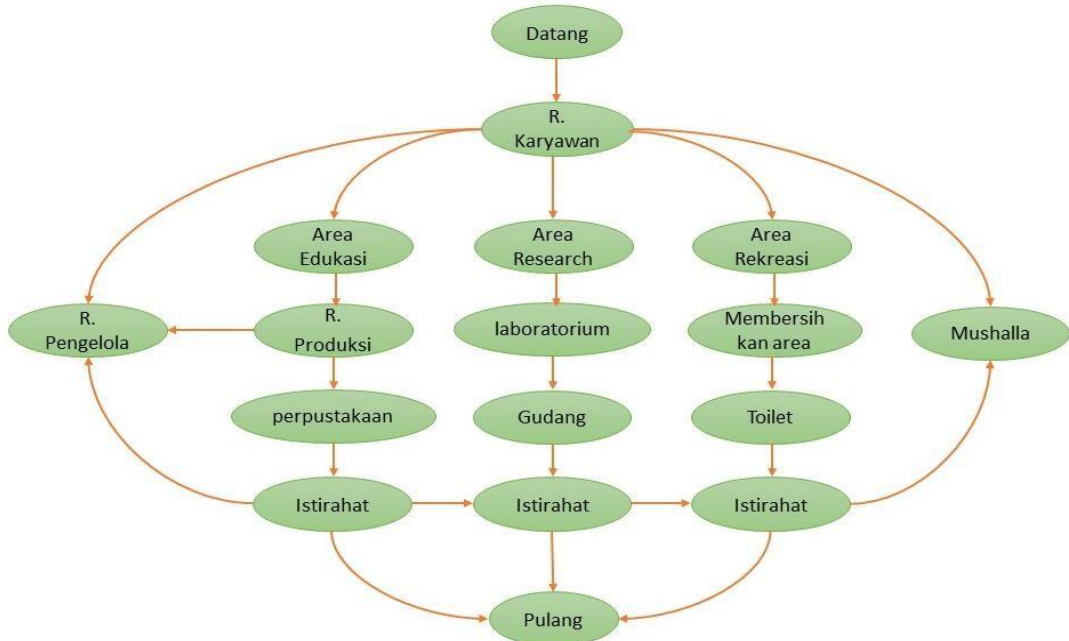 Datang
R.
Karyawan
Area
Edukasi
Area
Research
Area
Rekreasi
R.
Pengelola
R.
Produksi
laboratorium
Membersih
kan area
Mushalla
perpustakaan
Gudang
Toilet
Istirahat
Istirahat
Istirahat
Pulang